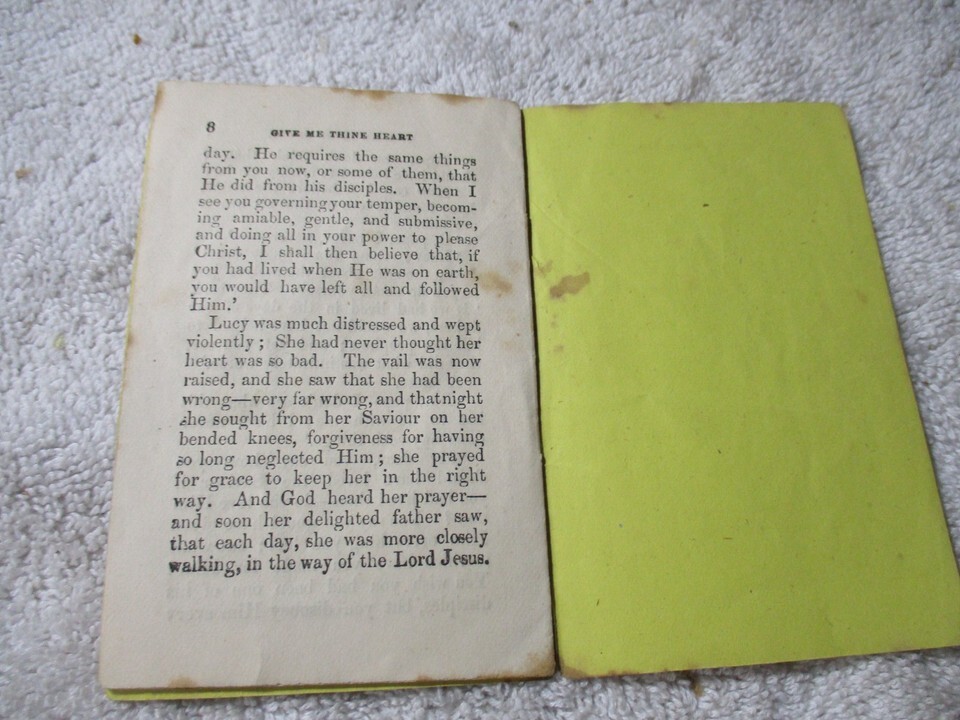 8 GIVE ME THINE HEART
day. He requires the same things
from you now, or some of them, that
He did from his disciples. When I
see you governing your temper, becom-
ing amiable, gentle, and submissive,
and doing all in your power to please
Christ, I shall then believe that, if
you had lived when He was on earth,
you would have left all and followed
Him.'
Lucy was much distressed and wept
violently; She had never thought her
heart was so bad. The vail was now
raised, and she saw that she had been
wrong—very far wrong, and that night
she sought from her Saviour on her
bended knees, forgiveness for having
so long neglected Him; she prayed
for grace to keep her in the right
way. And God heard her prayer—
and soon her delighted father saw,
that each day, she was more closely
walking, in the way of the Lord Jesus.